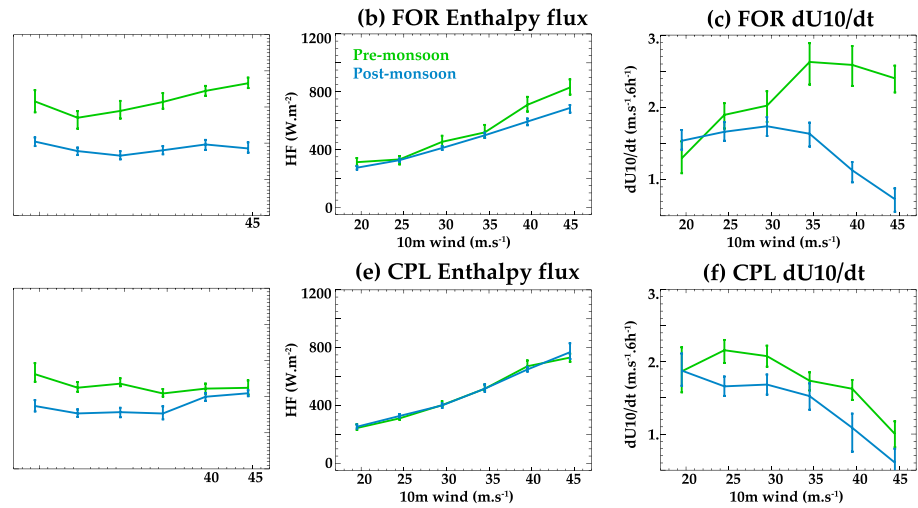 (b) FOR Enthalpy flux
(c) FOR dU10/dt
1200
Pre-monsoon
Post-monsoon
800
400
0
HF (W.m⁻²)
20 25 30 35 40 45
10m wind (m.s⁻¹)
3.
2.
1.
dU10/dt (m.s⁻¹.6h⁻¹)
20 25 30 35 40 45
10m wind (m.s⁻¹)
45
(e) CPL Enthalpy flux
(f) CPL dU10/dt
1200
800
400
0
HF (W.m⁻²)
20 25 30 35 40 45
10m wind (m.s⁻¹)
3.
2.
1.
dU10/dt (m.s⁻¹.6h⁻¹)
20 25 30 35 40 45
10m wind (m.s⁻¹)
40 45